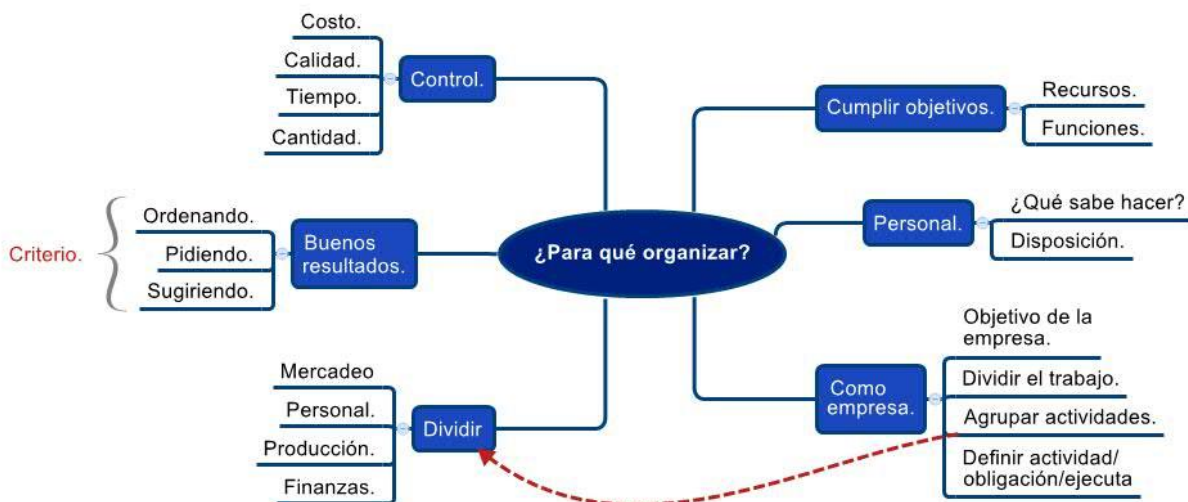 ¿Para qué organizar?
Control.
Costo.
Calidad.
Tiempo.
Cantidad.
Buenos
resultados.
Ordenando.
Pidiendo.
Sugiriendo.
Criterio.
Dividir
Mercadeo
Personal.
Producción.
Finanzas.
Cumplir objetivos.
Recursos.
Funciones.
Personal.
¿Qué sabe hacer?
Disposición.
Como
empresa.
Objetivo de la
empresa.
Dividir el trabajo.
Agrupar actividades.
Definir actividad/
obligación/ejecuta